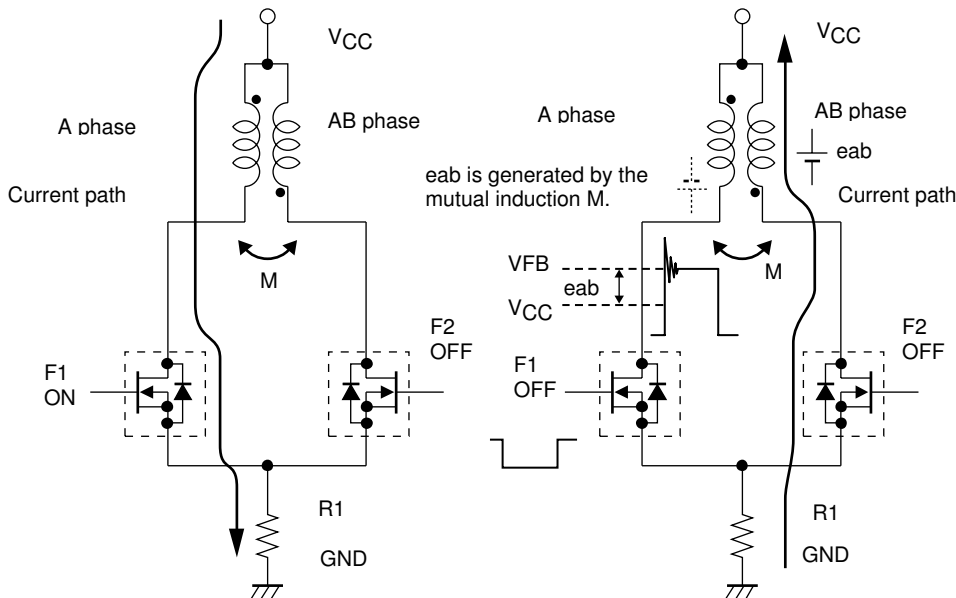 VCC
A phase
AB phase
Current path
M
F1
ON
F2
OFF
R1
GND
VCC
A phase
AB phase
eab
eab is generated by the
mutual induction M.
Current path
M
VFB
eab
VCC
F1
OFF
F2
OFF
R1
GND